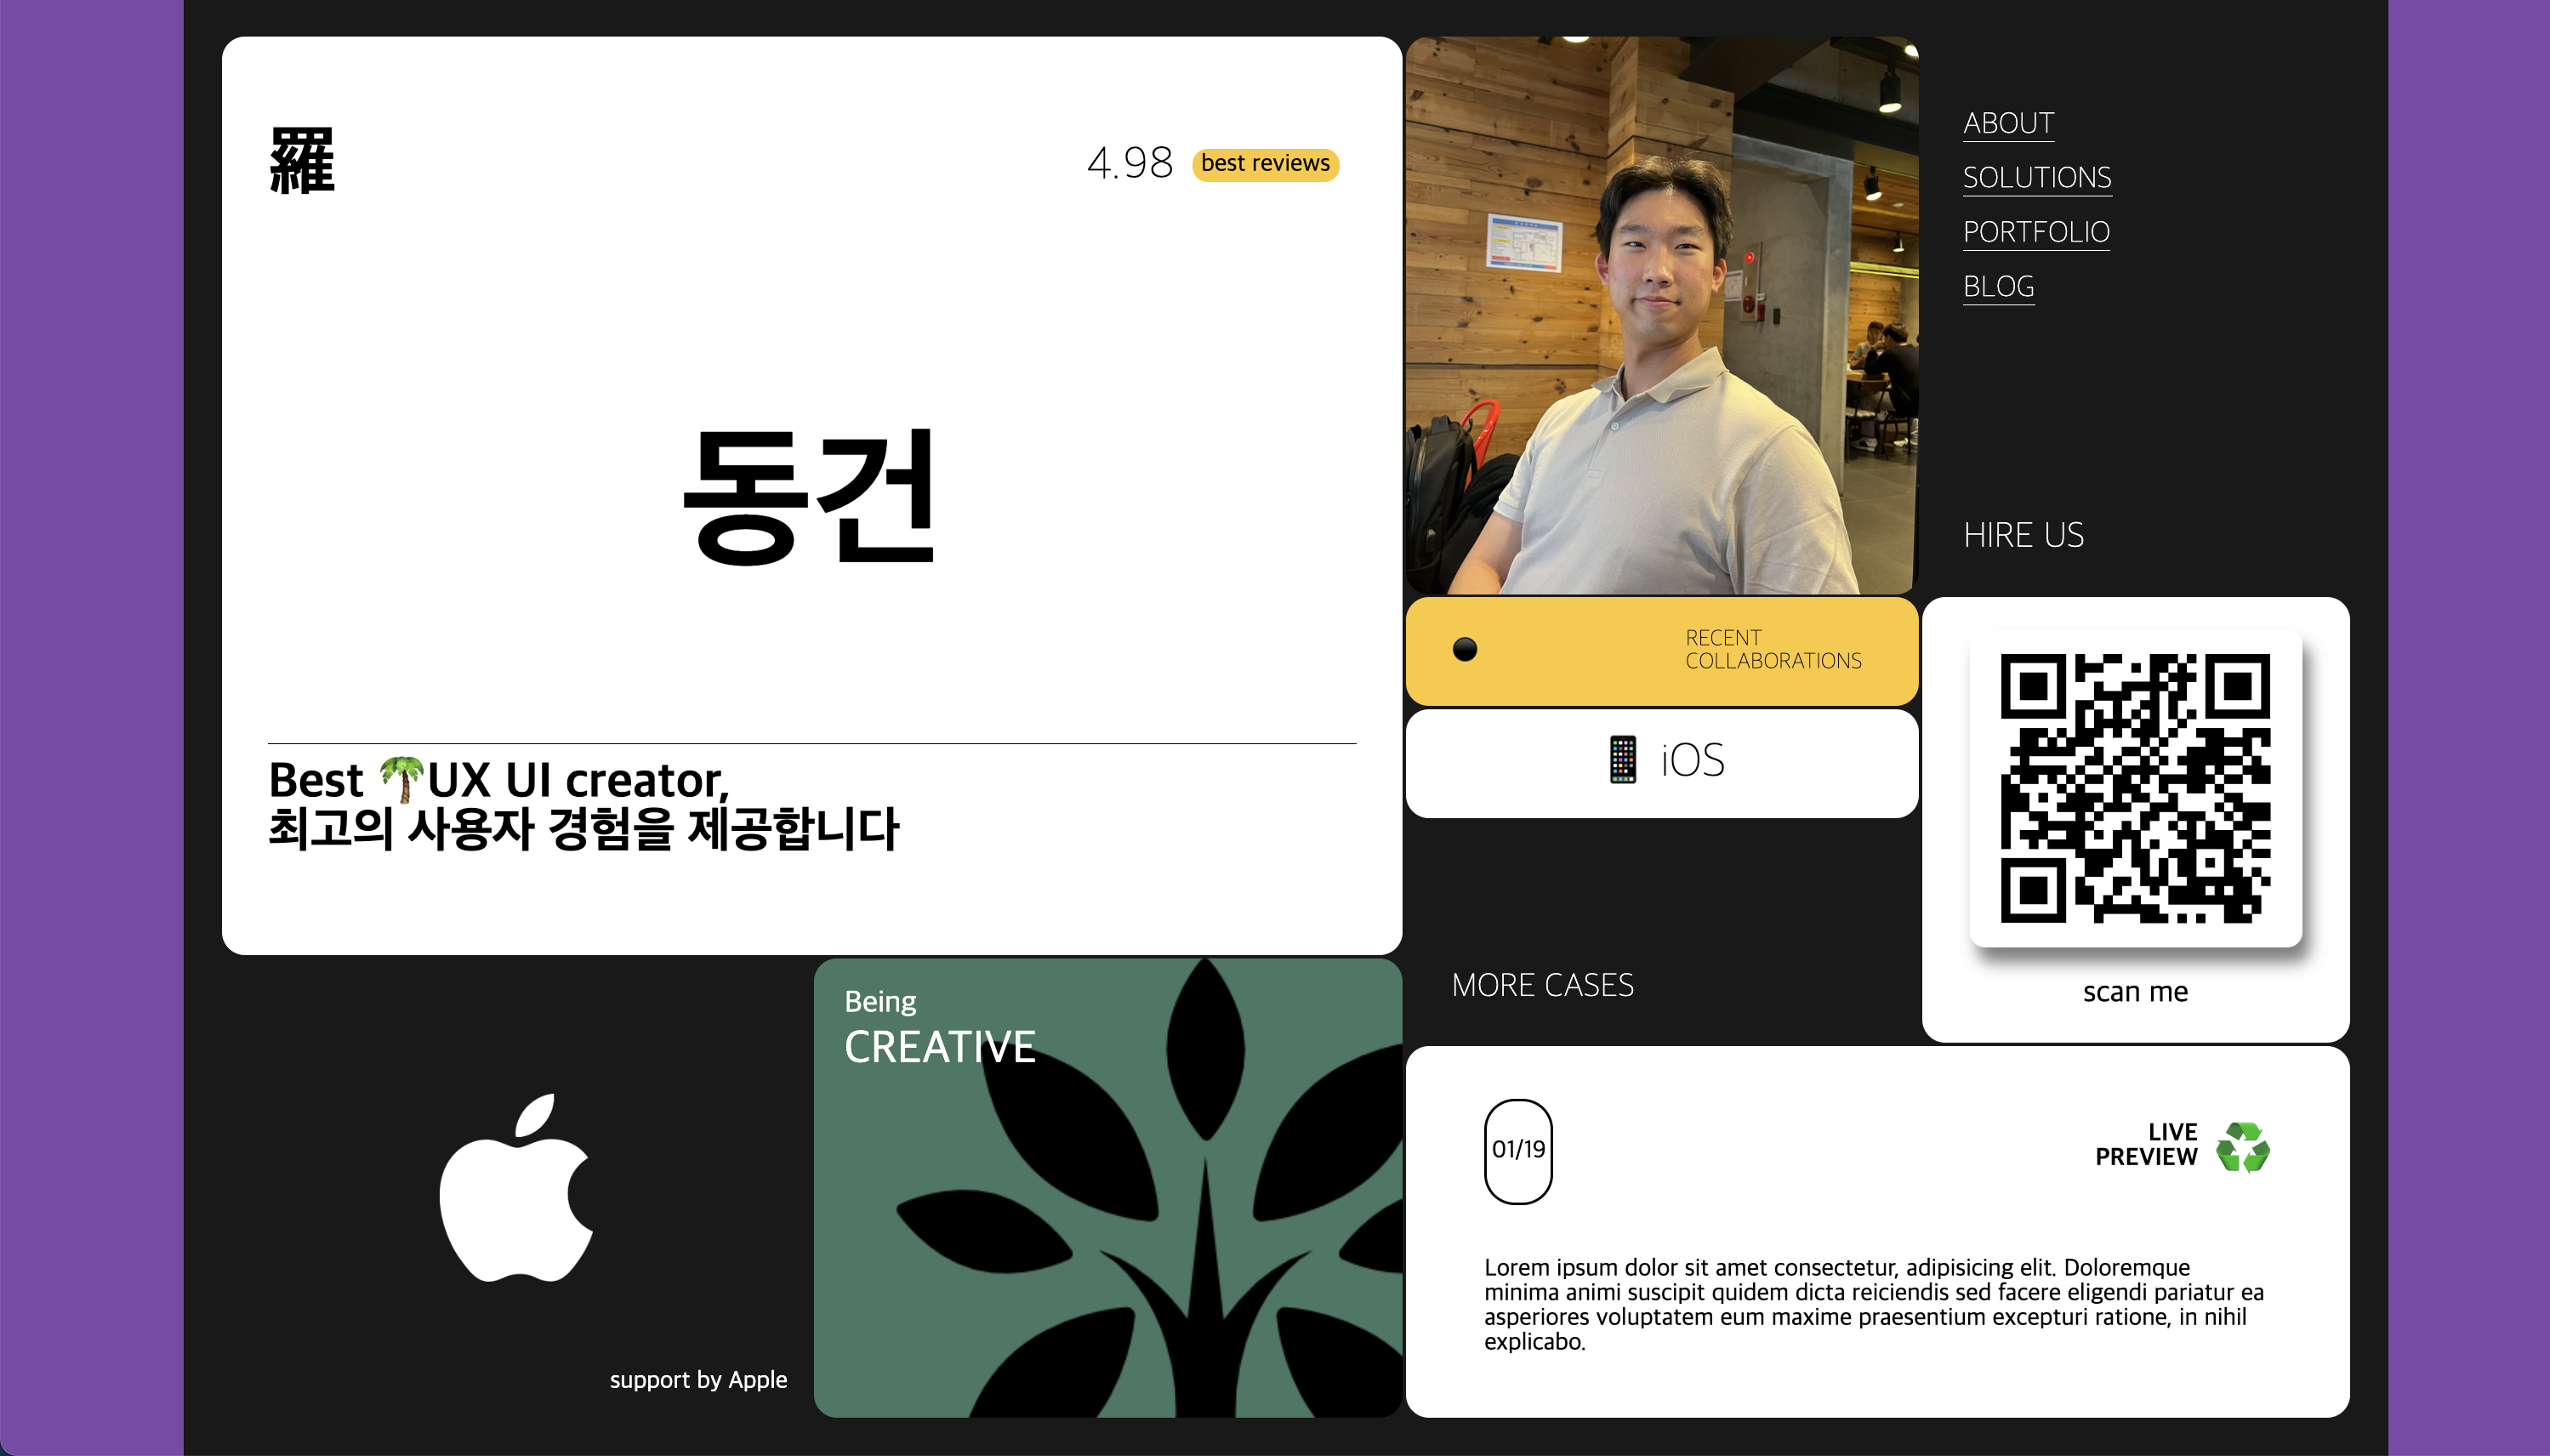 羅
4.98 best reviews
동건
Best 🌴UX UI creator,
최고의 사용자 경험을 제공합니다
ABOUT
SOLUTIONS
PORTFOLIO
BLOG
HIRE US
RECENT
COLLABORATIONS
📱 iOS
MORE CASES
scan me
support by Apple
Being
CREATIVE
01/19
LIVE
PREVIEW
Lorem ipsum dolor sit amet consectetur, adipisicing elit. Doloremque
minima animi suscipit quidem dicta reiciendis sed facere eligendi pariatur ea
asperiores voluptatem eum maxime praesentium excepturi ratione, in nihil
explicabo.